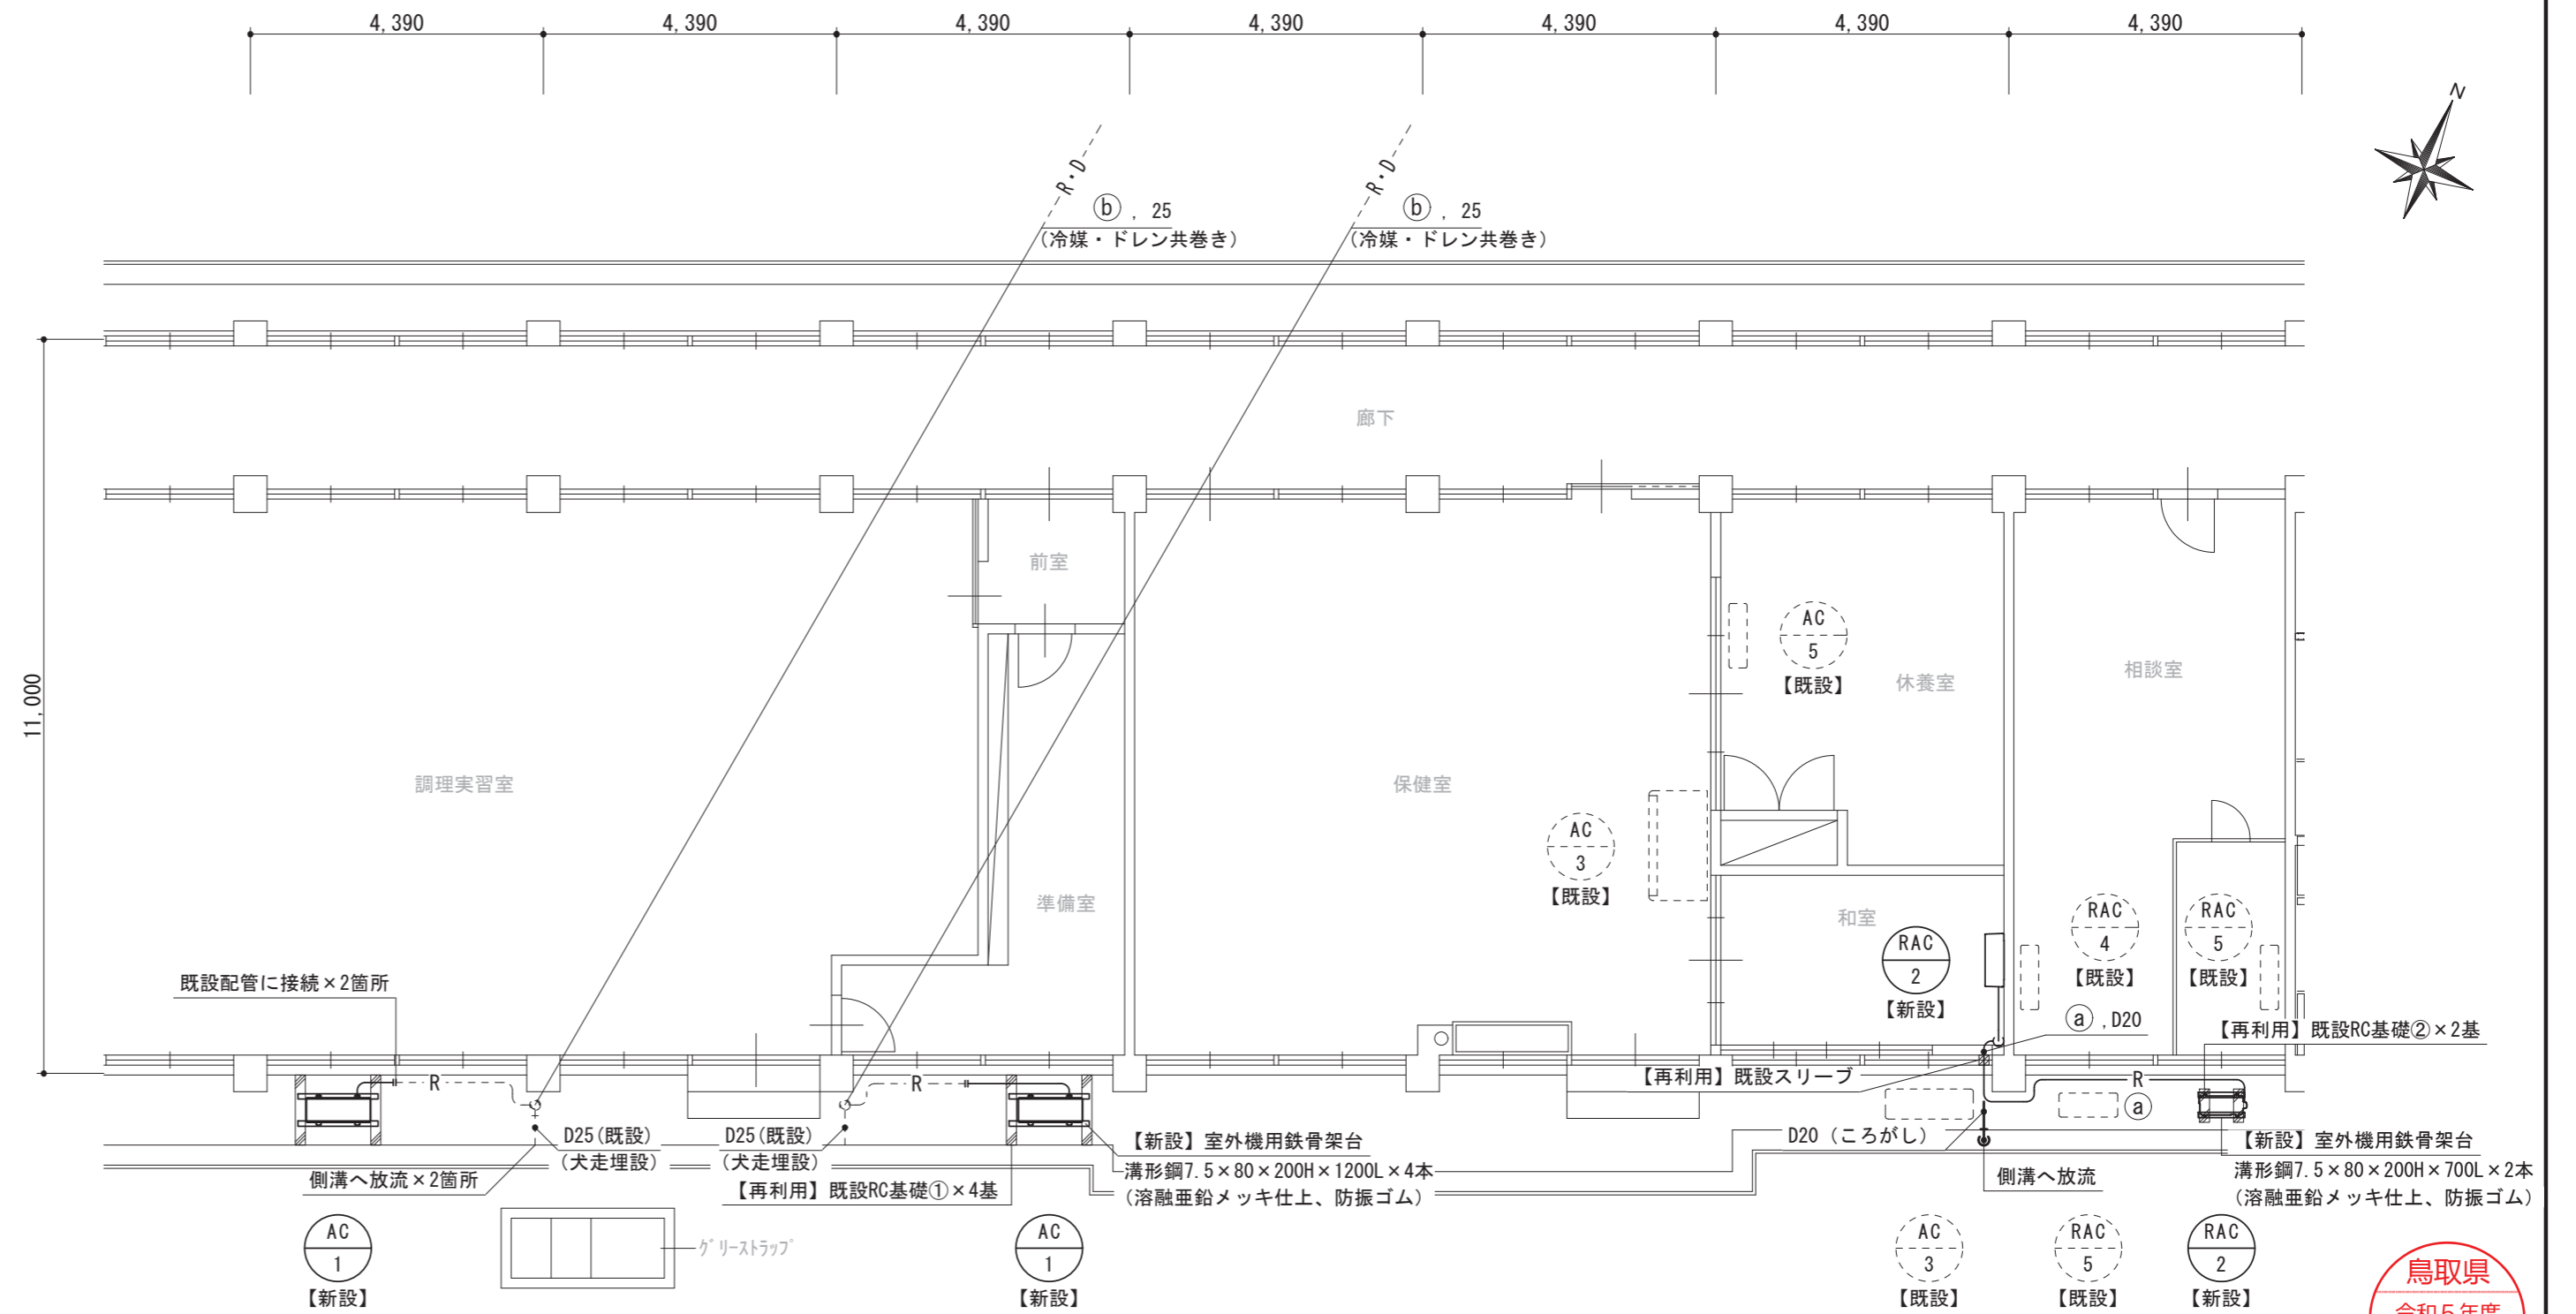 4,390
4,390
4,390
4,390
4,390
4,390
4,390
N
R・D
R・D
ⓑ , 25
(冷媒・ドレン共巻き)
ⓑ , 25
(冷媒・ドレン共巻き)
廊下
11,000
前室
AC
5
【既設】
休養室
相談室
調理実習室
保健室
AC
3
【既設】
準備室
和室
RAC
2
【新設】
RAC
4
【既設】
RAC
5
【既設】
既設配管に接続×2箇所
ⓐ ,D20
【再利用】既設RC基礎②×2基
R
R
【再利用】既設スリーブ
R
ⓐ
D25(既設)
(犬走埋設)
D25(既設)
(犬走埋設)
側溝へ放流×2箇所
【再利用】既設RC基礎①×4基
【新設】室外機用鉄骨架台
溝形鋼7.5×80×200H×1200L×4本
(溶融亜鉛メッキ仕上、防振ゴム)
D20 (ころがし)
側溝へ放流
【新設】室外機用鉄骨架台
溝形鋼7.5×80×200H×700L×2本
(溶融亜鉛メッキ仕上、防振ゴム)
AC
1
【新設】
グリーストラップ
AC
1
【新設】
AC
3
【既設】
RAC
5
【既設】
RAC
2
【新設】
鳥取県
令和5年度